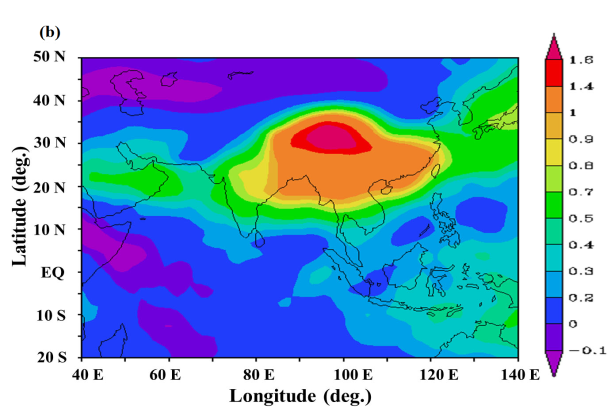 (b)
50 N
40 N
30 N
20 N
10 N
EQ
10 S
20 S
Latitude (deg.)
40 E 60 E 80 E 100 E 120 E 140 E
Longitude (deg.)
1.6
1.4
1
0.9
0.8
0.7
0.5
0.4
0.3
0.2
0
-0.1